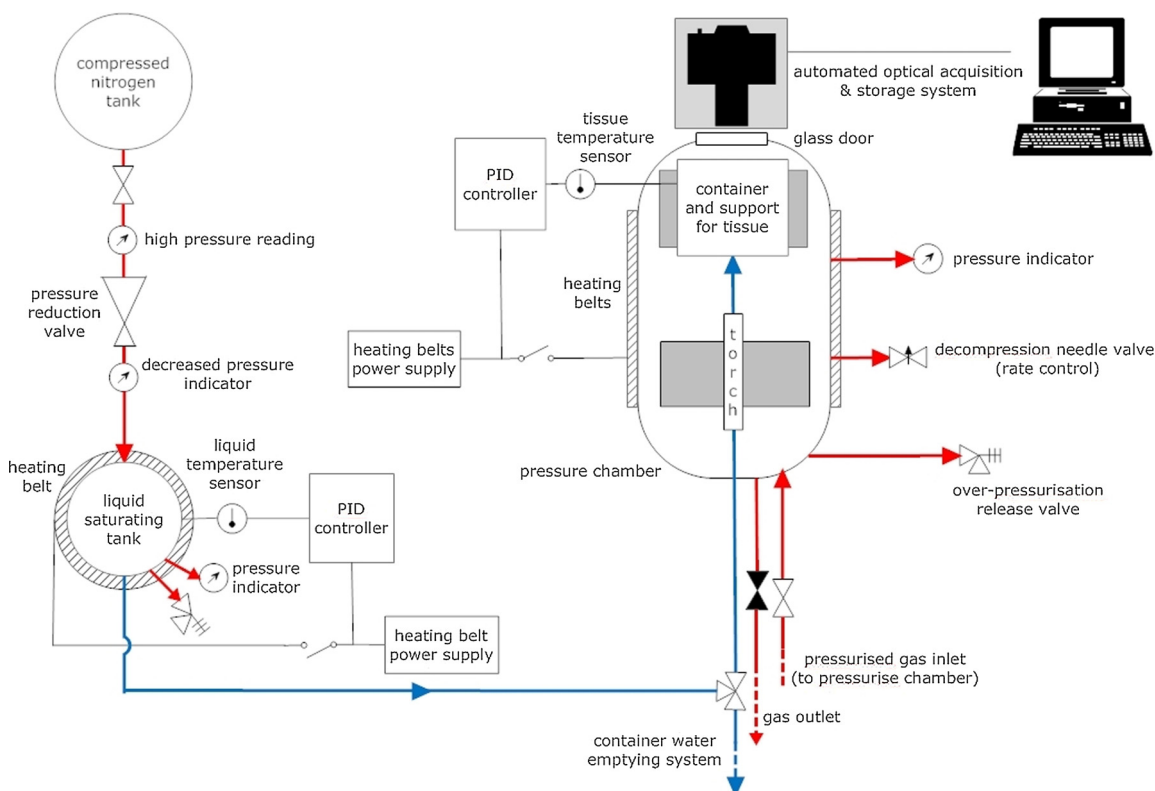 compressed
nitrogen
tank
high pressure reading
pressure
reduction
valve
decreased pressure
indicator
heating
belt
liquid
temperature
sensor
liquid
saturating
tank
PID
controller
pressure
indicator
heating belt
power supply
tissue
temperature
sensor
PID
controller
heating
belts
heating belts
power supply
automated optical acquisition
& storage system
glass door
container
and support
for tissue
torch
pressure indicator
decompression needle valve
(rate control)
pressure chamber
over-pressurisation
release valve
pressurised gas inlet
(to pressurise chamber)
gas outlet
container water
emptying system